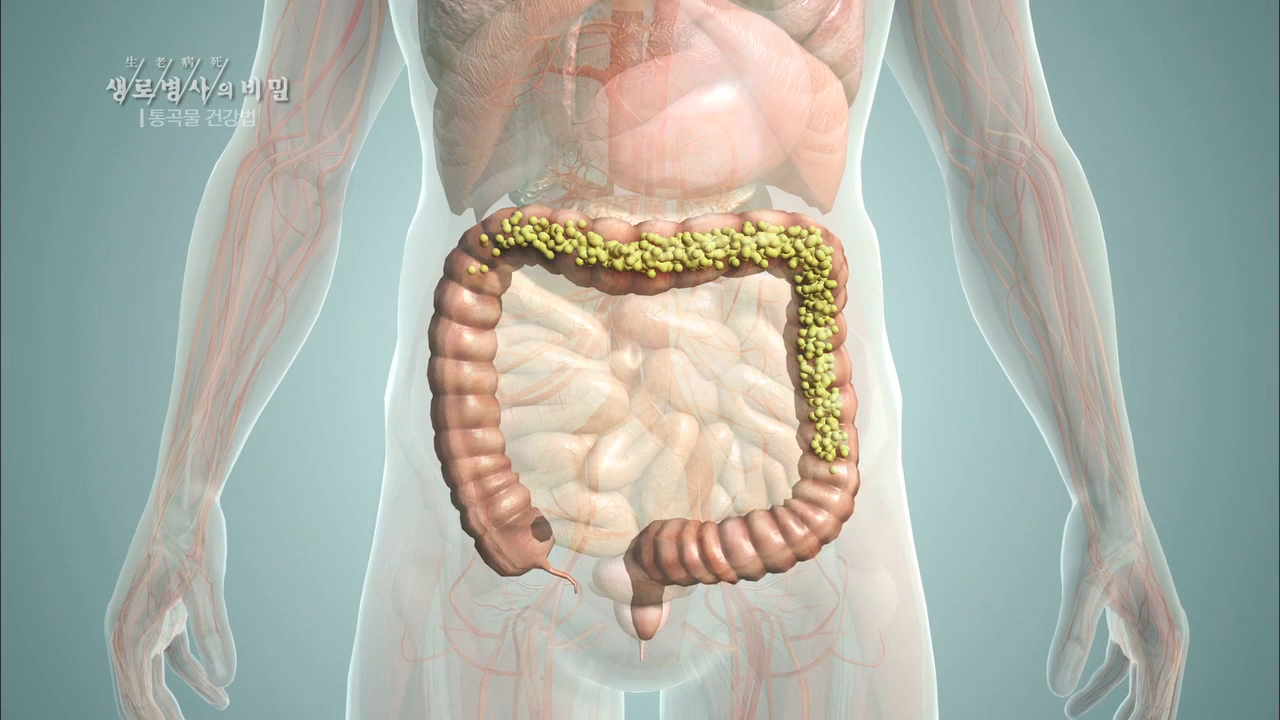 生老病死
생로병사의 비밀
통곡물 건강법